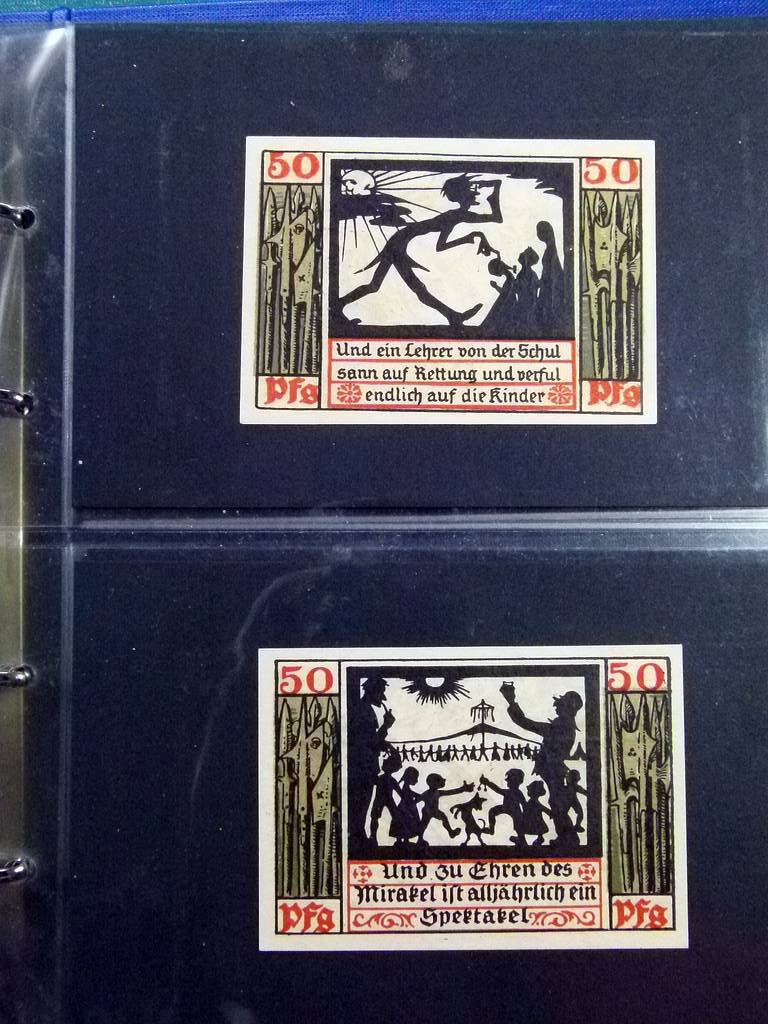 50 50
Und ein Lehrer von der Schul
sann auf Rettung und verful
endlich auf die Kinder
Pfg Pfg
50 50
Und zu Ehren des
Mirakel ist alljährlich ein
Spektakel
Pfg Pfg